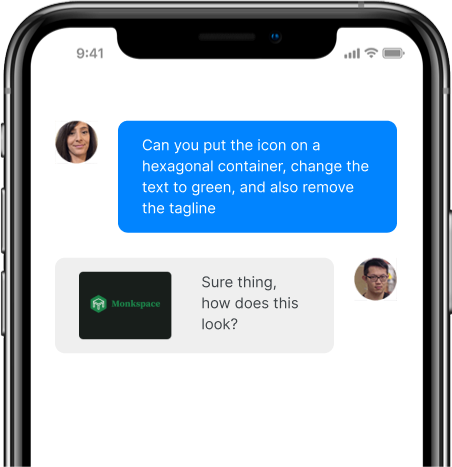 9:41
Can you put the icon on a
hexagonal container, change the
text to green, and also remove
the tagline
Sure thing,
how does this
look?
Monkspace